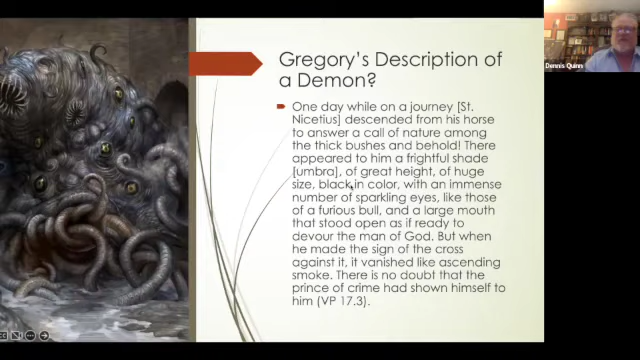 Gregory's Description of
a Demon?
One day while on a journey [St.
Nicetius] descended from his horse
to answer a call of nature among
the thick bushes and behold! There
appeared to him a frightful shade
[umbra], of great height, of huge
size, black in color, with an immense
number of sparkling eyes, like those
of a furious bull, and a large mouth
that stood open as if ready to
devour the man of God. But when
he made the sign of the cross
against it, it vanished like ascending
smoke. There is no doubt that the
prince of crime had shown himself to
him (VP 17.3).
Dennis Quinn